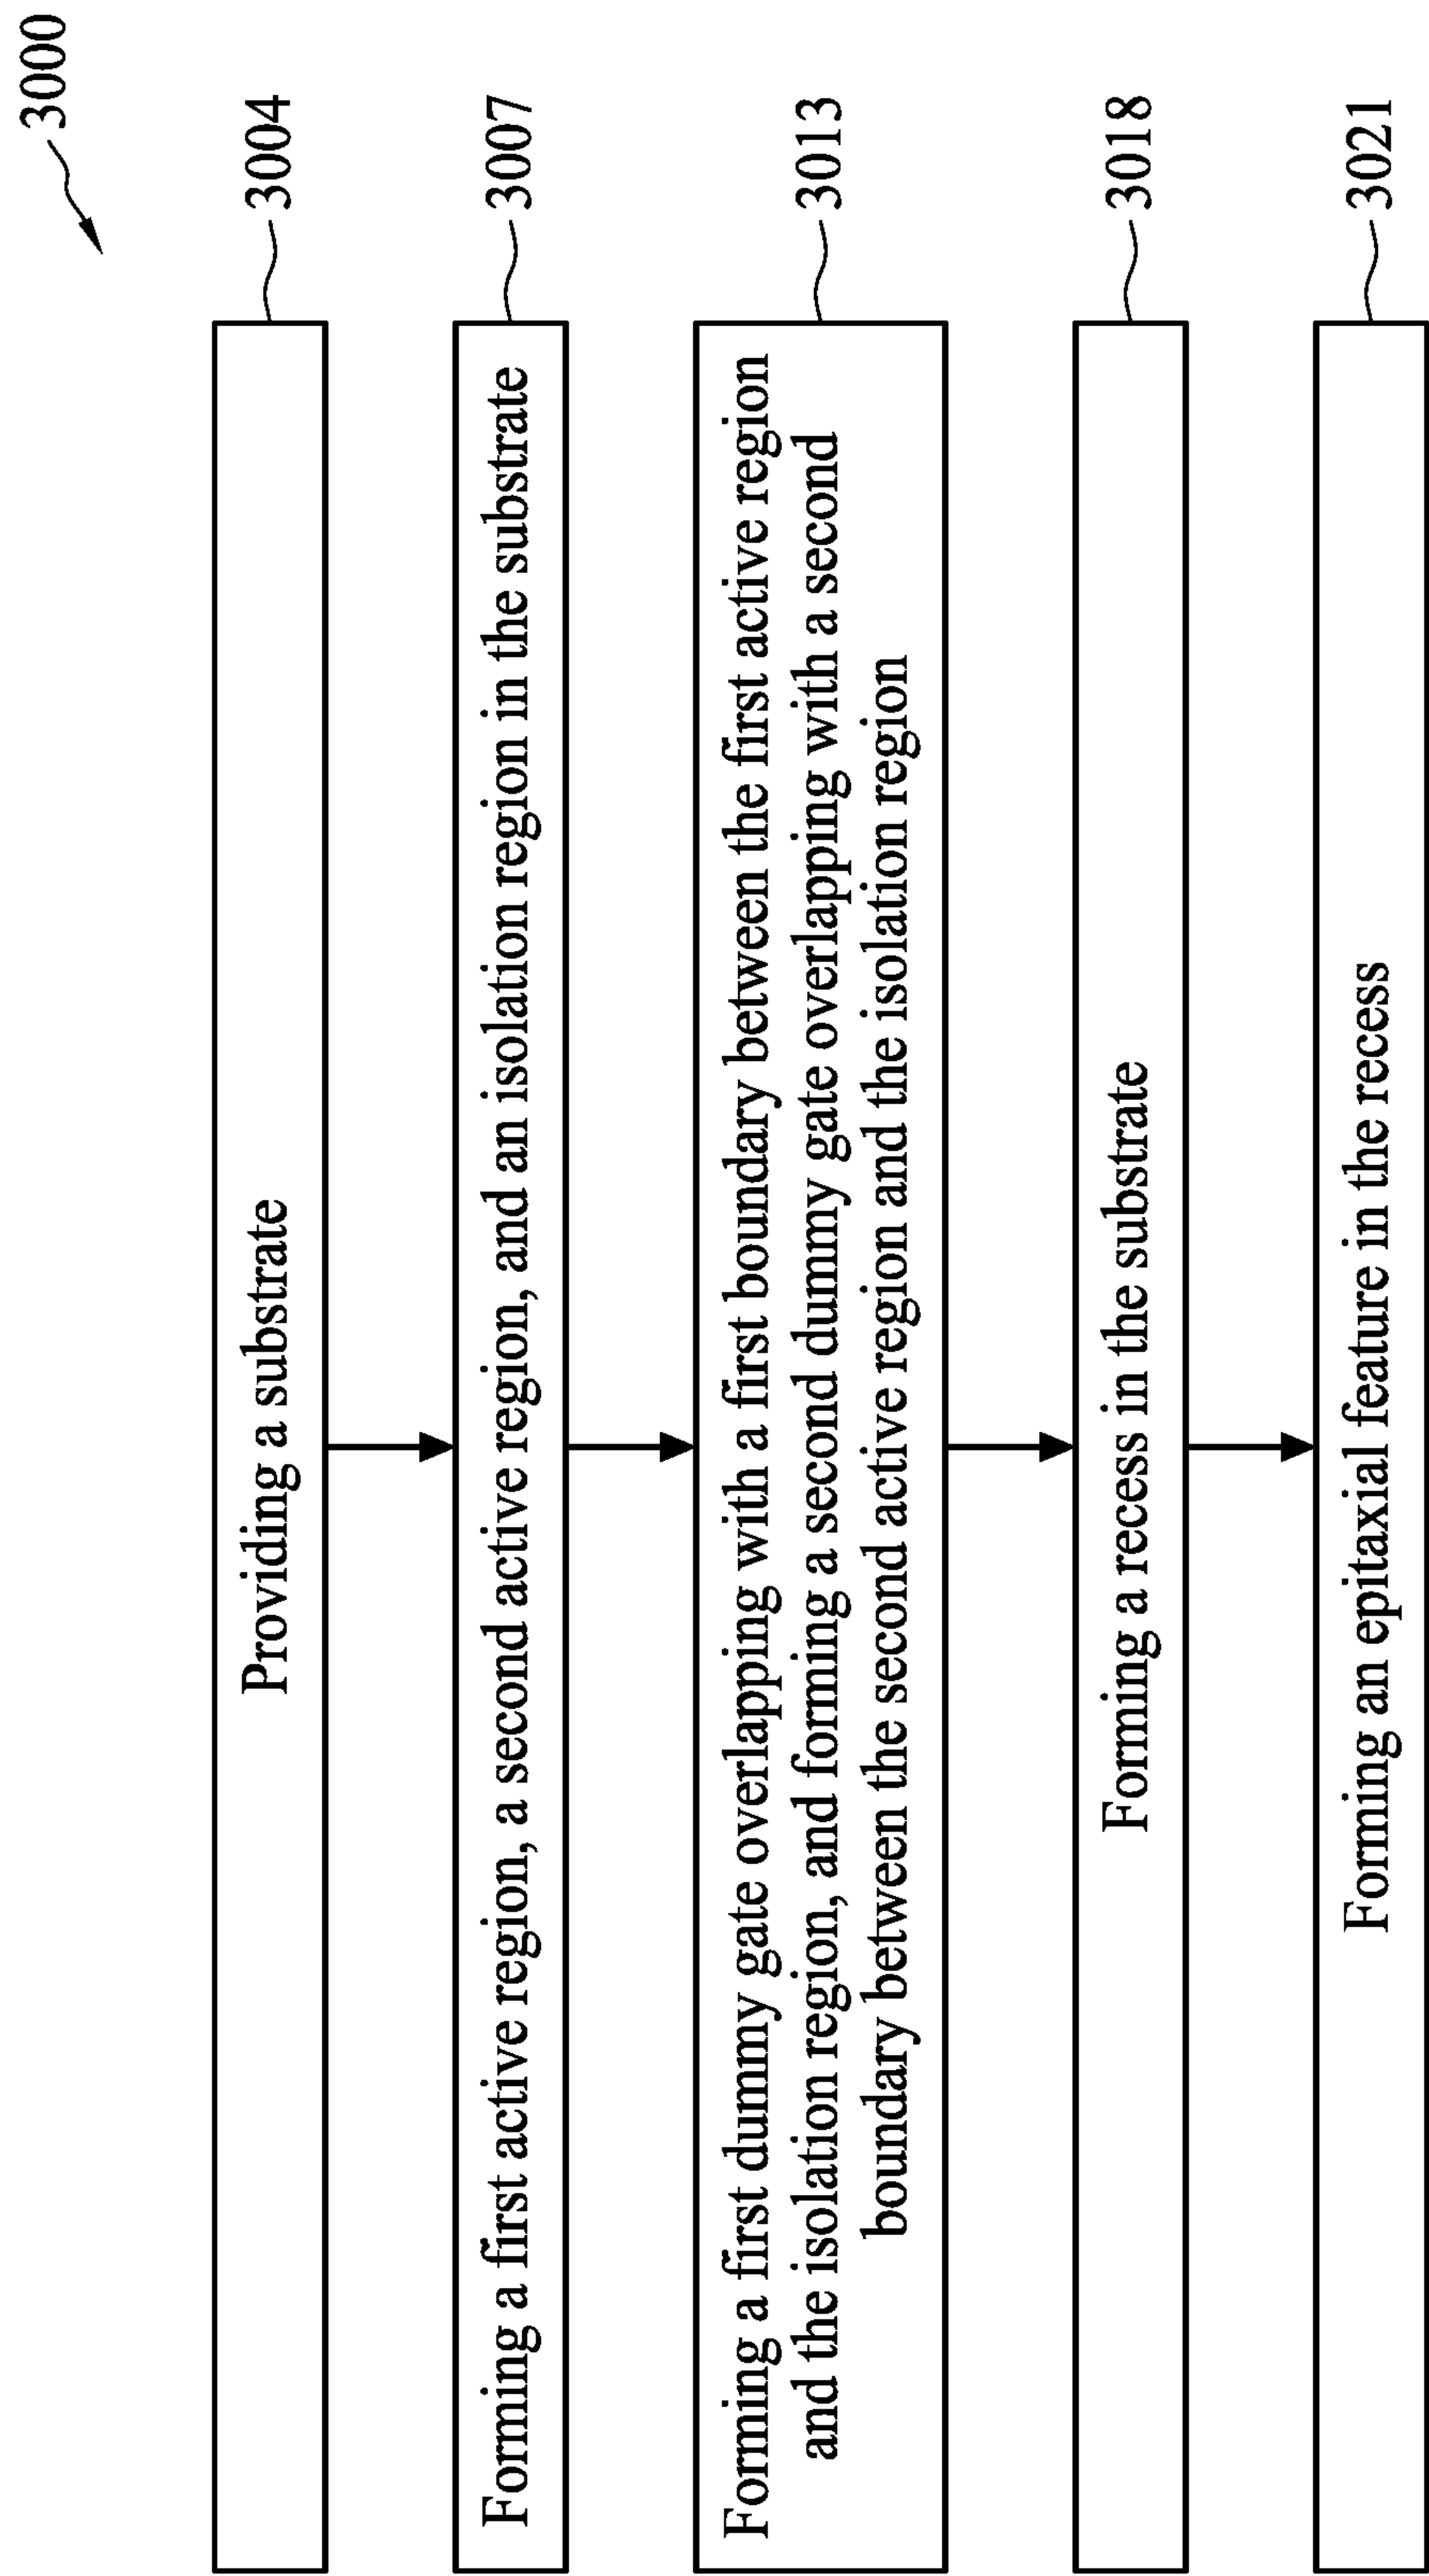 3000
Providing a substrate
3004
Forming a first active region, a second active region, and an isolation region in the substrate
3007
Forming a first dummy gate overlapping with a first boundary between the first active region
and the isolation region, and forming a second dummy gate overlapping with a second
boundary between the second active region and the isolation region
3013
Forming a recess in the substrate
3018
Forming an epitaxial feature in the recess
3021